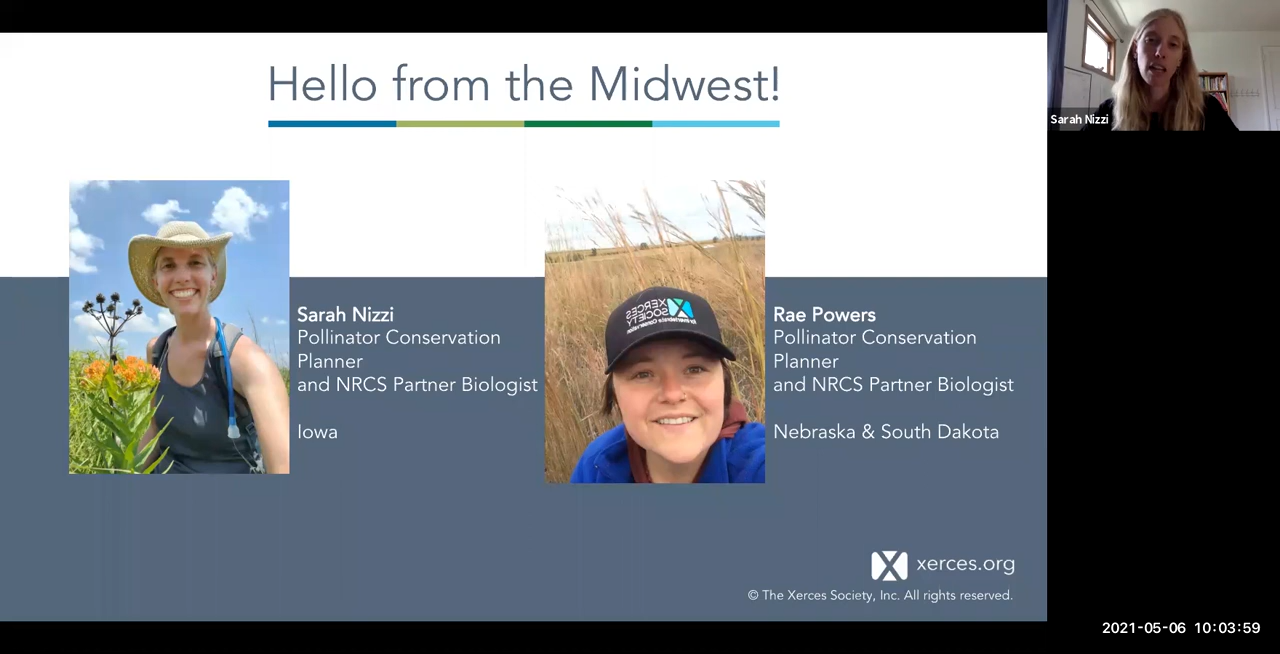 Hello from the Midwest!
Sarah Nizzi
Sarah Nizzi
Pollinator Conservation
Planner
and NRCS Partner Biologist
Iowa
XERCES
SOCIETY
Rae Powers
Pollinator Conservation
Planner
and NRCS Partner Biologist
Nebraska & South Dakota
xerces.org
© The Xerces Society, Inc. All rights reserved.
2021-05-06 10:03:59